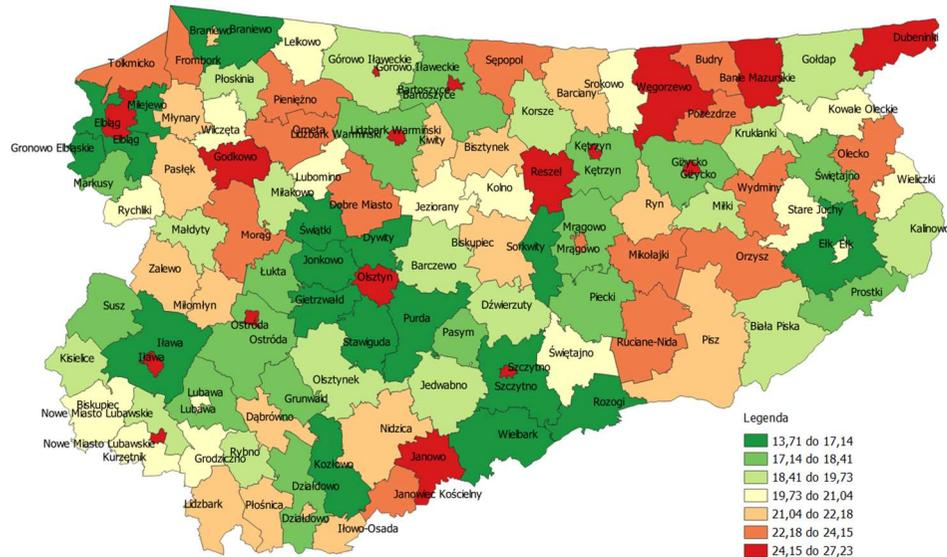 Braniewo
Braniewo
Lelkowo
Dubeninki
Tolkmicko
Frombork
Górowo Iławeckie
Górowo Iławeckie
Sępopol
Budry
Gołdap
Płoskinia
Banie Mazurskie
Bartoszyce
Bartoszyce
Srokowo
Węgorzewo
Barciany
Milejewo
Pieniężno
Młynary
Korsze
Pozezdrze
Kowale Oleckie
Elbląg
Elbląg
Wilczęta
Orneta
Lidzbark Warmiński
Lidzbark Warmiński
Kiwity
Kruklanki
Gronowo Elbląskie
Godkowo
Bisztynek
Kętrzyn
Kętrzyn
Olecko
Pasłęk
Reszel
Giżycko
Giżycko
Świętajno
Markusy
Lubomino
Kolno
Wydminy
Wieliczki
Miłakowo
Rychliki
Dobre Miasto
Jeziorany
Ryn
Miłki
Stare Juchy
Małdyty
Morąg
Świątki
Dywity
Mrągowo
Mrągowo
Kalinowo
Biskupiec
Sorkwity
Ełk
Ełk
Zalewo
Łukta
Jonkowo
Olsztyn
Barczewo
Mikołajki
Orzysz
Susz
Miłomłyn
Gietrzwałd
Dźwierzuty
Piecki
Prostki
Ostróda
Ostróda
Purda
Pasym
Biała Piska
Iława
Iława
Stawiguda
Ruciane-Nida
Pisz
Kisielice
Szczytno
Szczytno
Świętajno
Olsztynek
Jedwabno
Lubawa
Lubawa
Grunwald
Rozogi
Biskupiec
Nowe Miasto Lubawskie
Nowe Miasto Lubawskie
Dąbrówno
Nidzica
Wielbark
Kurzętnik
Grodziczno
Rybno
Kozłowo
Janowo
Lidzbark
Płośnica
Działdowo
Działdowo
Janowiec Kościelny
Iłowo-Osada
Legenda
13,71 do 17,14
17,14 do 18,41
18,41 do 19,73
19,73 do 21,04
21,04 do 22,18
22,18 do 24,15
24,15 do 27,23